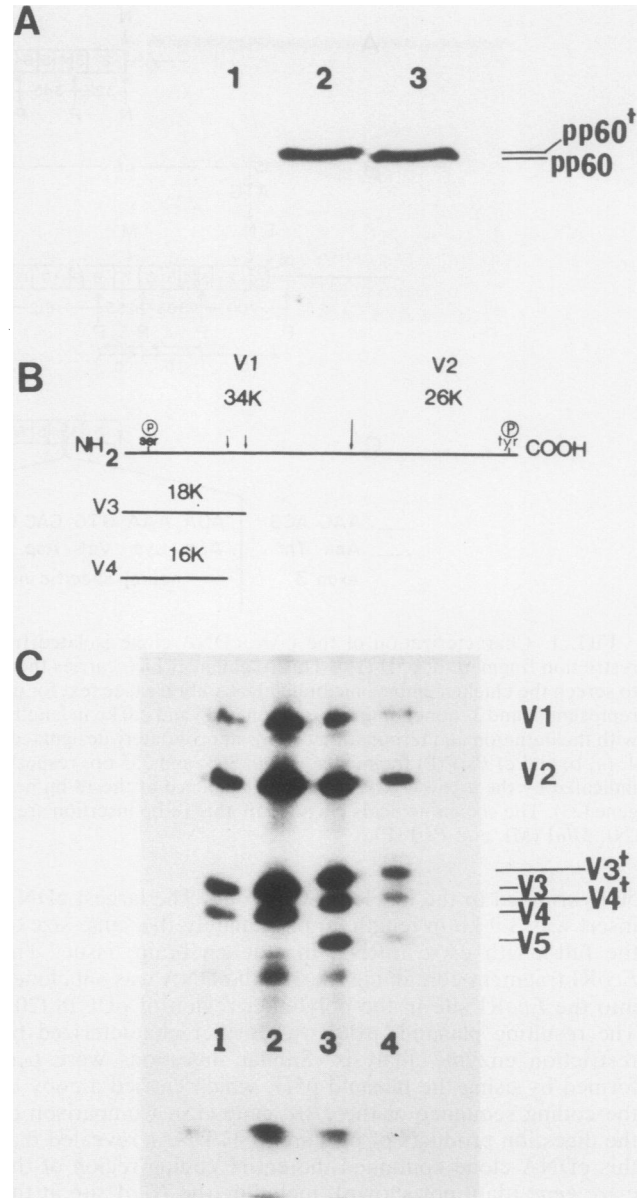 A
1 2 3
pp60†
pp60
B
V1 V2
34K 26K
P P
ser tyr
NH2 COOH
18K
V3
16K
V4
C
V1
V2
V3†
V3
V4†
V4
V5
1 2 3 4